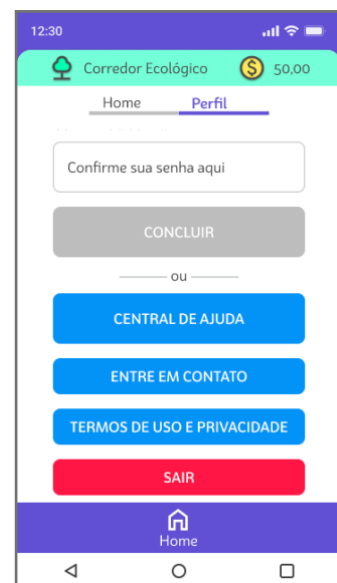 12:30
Corredor Ecológico
50,00
Home
Perfil
Confirme sua senha aqui
CONCLUIR
ou
CENTRAL DE AJUDA
ENTRE EM CONTATO
TERMOS DE USO E PRIVACIDADE
SAIR
Home